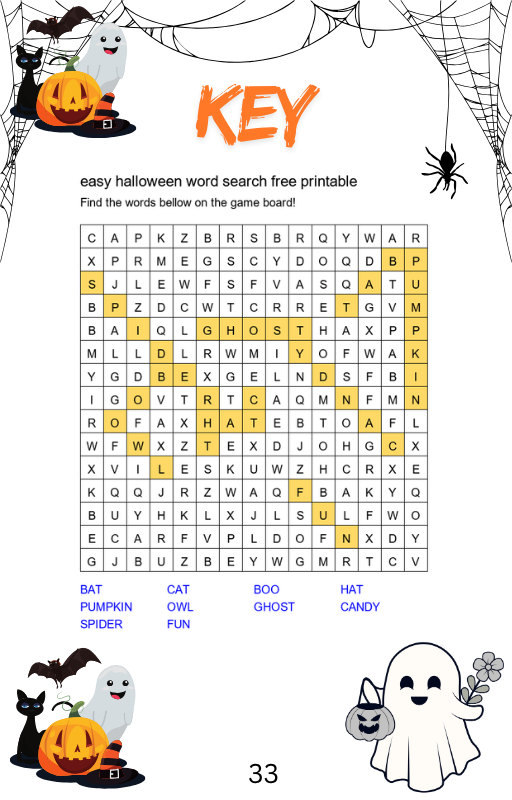 KEY
easy halloween word search free printable
Find the words bellow on the game board!
C A P K Z B R S B R Q Y W A R
X P R M E G S C Y D O Q D B P
S J L E W F S F V A S Q A T U
B P Z D C W T C R R E T G V M
B A I Q L G H O S T H A X P P
M L L D L R W M I Y O F W A K
Y G D B E X G E L N D S F B I
I G O V T R T C A Q M N F M N
R O F A X H A T E B T O A F L
W F W X Z T E X D J O H G C X
X V I L E S K U W Z H C R X E
K Q Q J R Z W A Q F B A K Y Q
B U Y H K L X J L S U L F W O
E C A R F V P L D O F N X D Y
G J B U Z B E Y W G M R T C V
BAT CAT BOO HAT
PUMPKIN OWL GHOST CANDY
SPIDER FUN
33